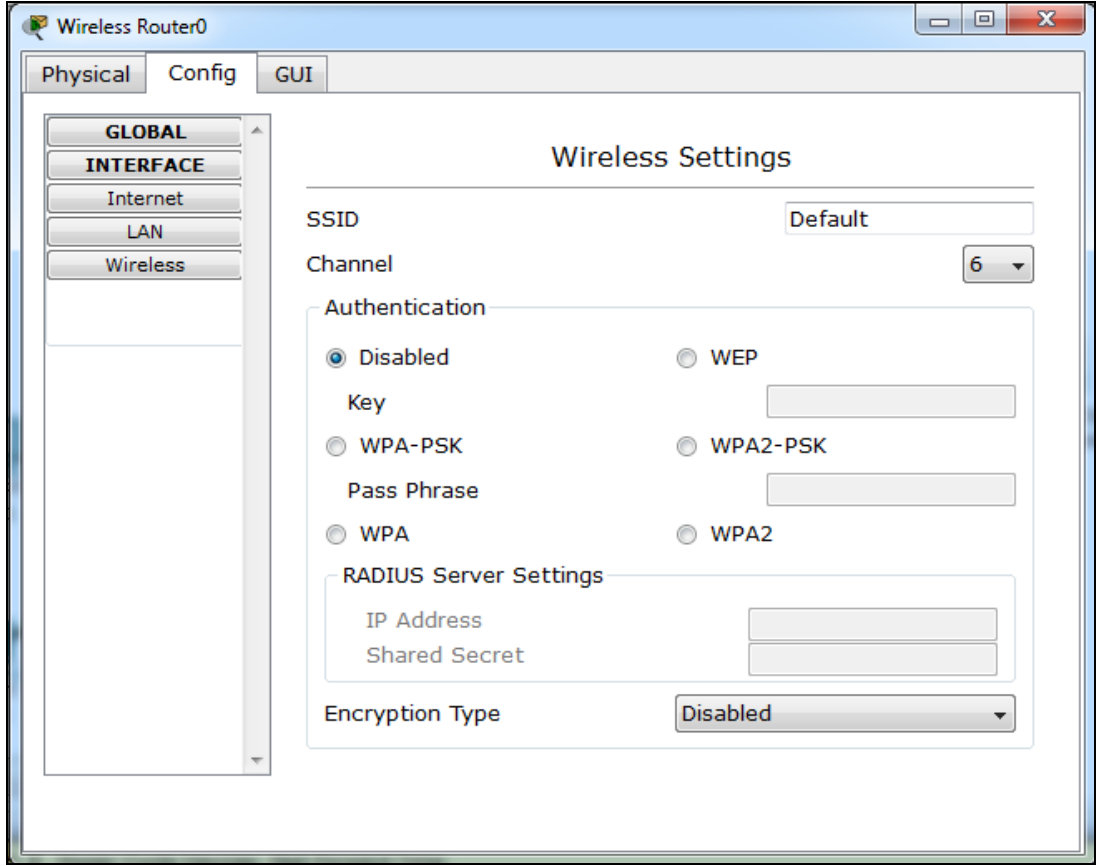 Wireless Router0
Physical Config GUI
GLOBAL
INTERFACE
Internet
LAN
Wireless
Wireless Settings
SSID Default
Channel 6
Authentication
Disabled WEP
Key
WPA-PSK WPA2-PSK
Pass Phrase
WPA WPA2
RADIUS Server Settings
IP Address
Shared Secret
Encryption Type Disabled